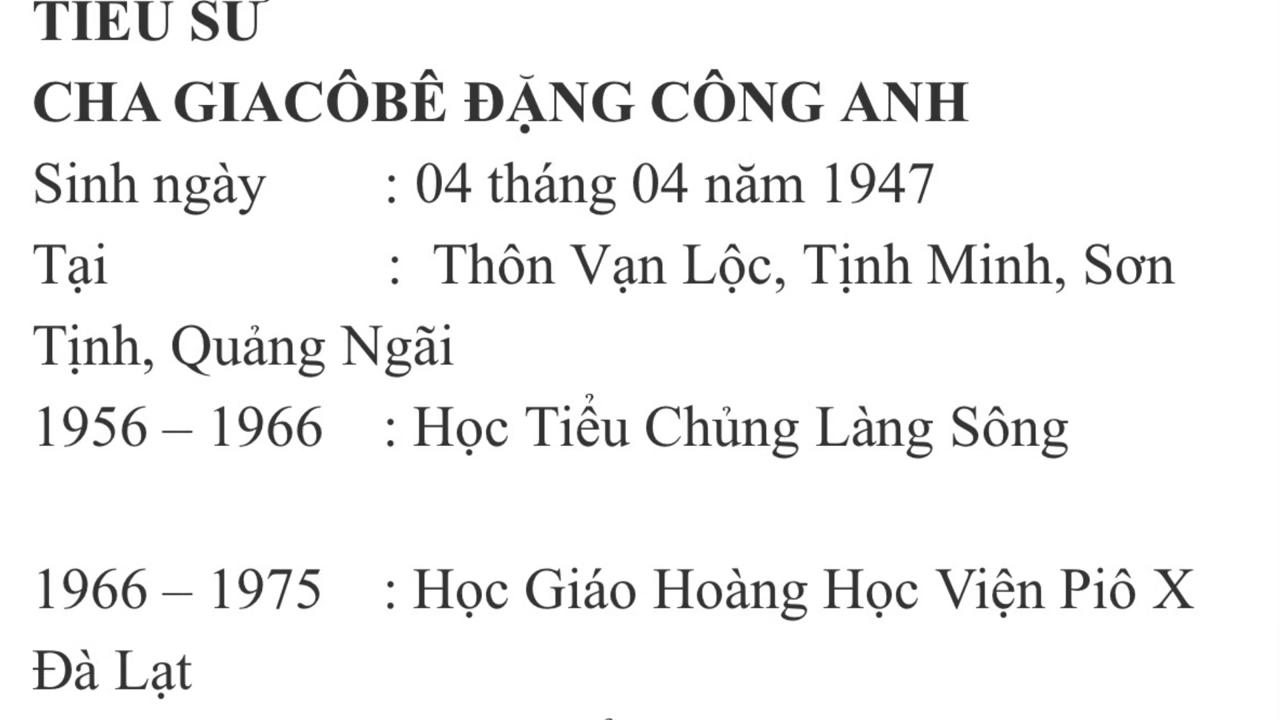 TIỂU SỬ
CHA GIACÔBÊ ĐẶNG CÔNG ANH
Sinh ngày : 04 tháng 04 năm 1947
Tại : Thôn Vạn Lộc, Tịnh Minh, Sơn
Tịnh, Quảng Ngãi
1956 – 1966 : Học Tiểu Chủng Làng Sông
1966 – 1975 : Học Giáo Hoàng Học Viện Piô X
Đà Lạt